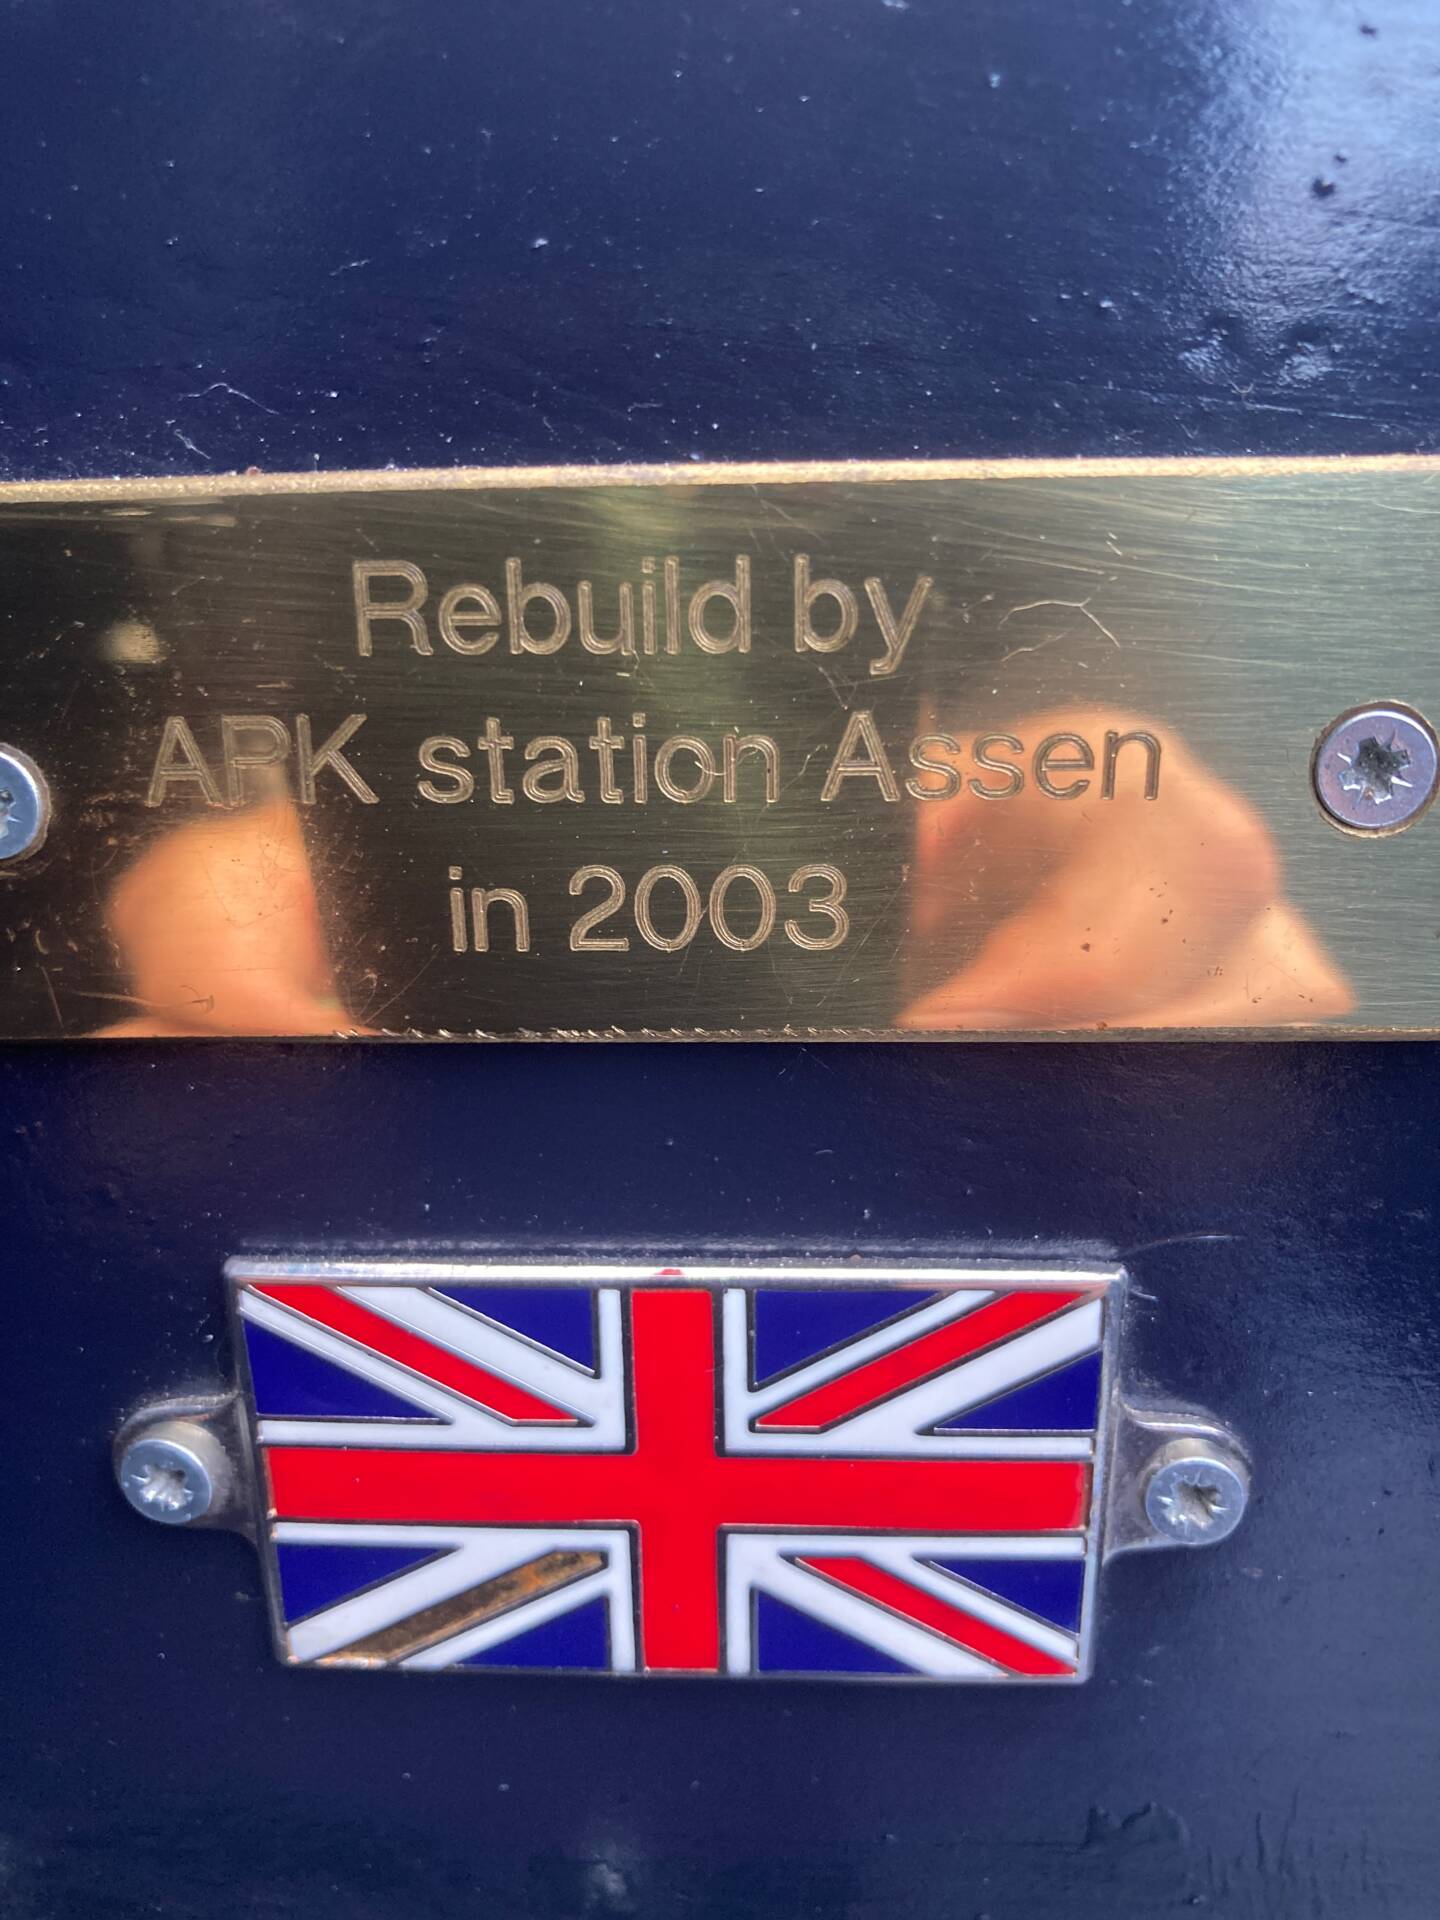 Rebuild by
APK station Assen
in 2003